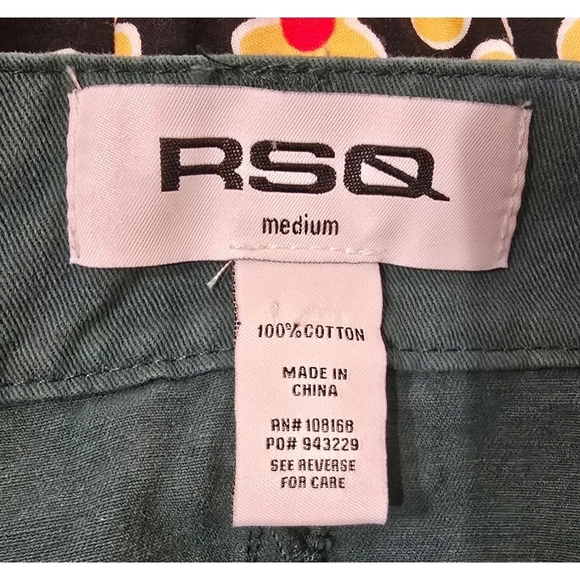 RSQ
medium
100% COTTON
MADE IN
CHINA
RN# 108168
PO# 943229
SEE REVERSE
FOR CARE